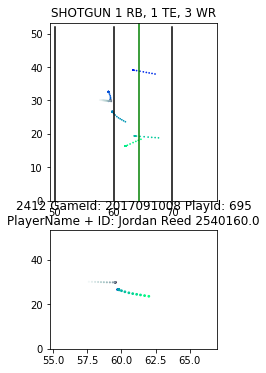 SHOTGUN 1 RB, 1 TE, 3 WR
50
40
30
20
10
0
50 60 70
2412 GameId: 2017091008 PlayId: 695
PlayerName + ID: Jordan Reed 2540160.0
40
20
0
55.0 57.5 60.0 62.5 65.0